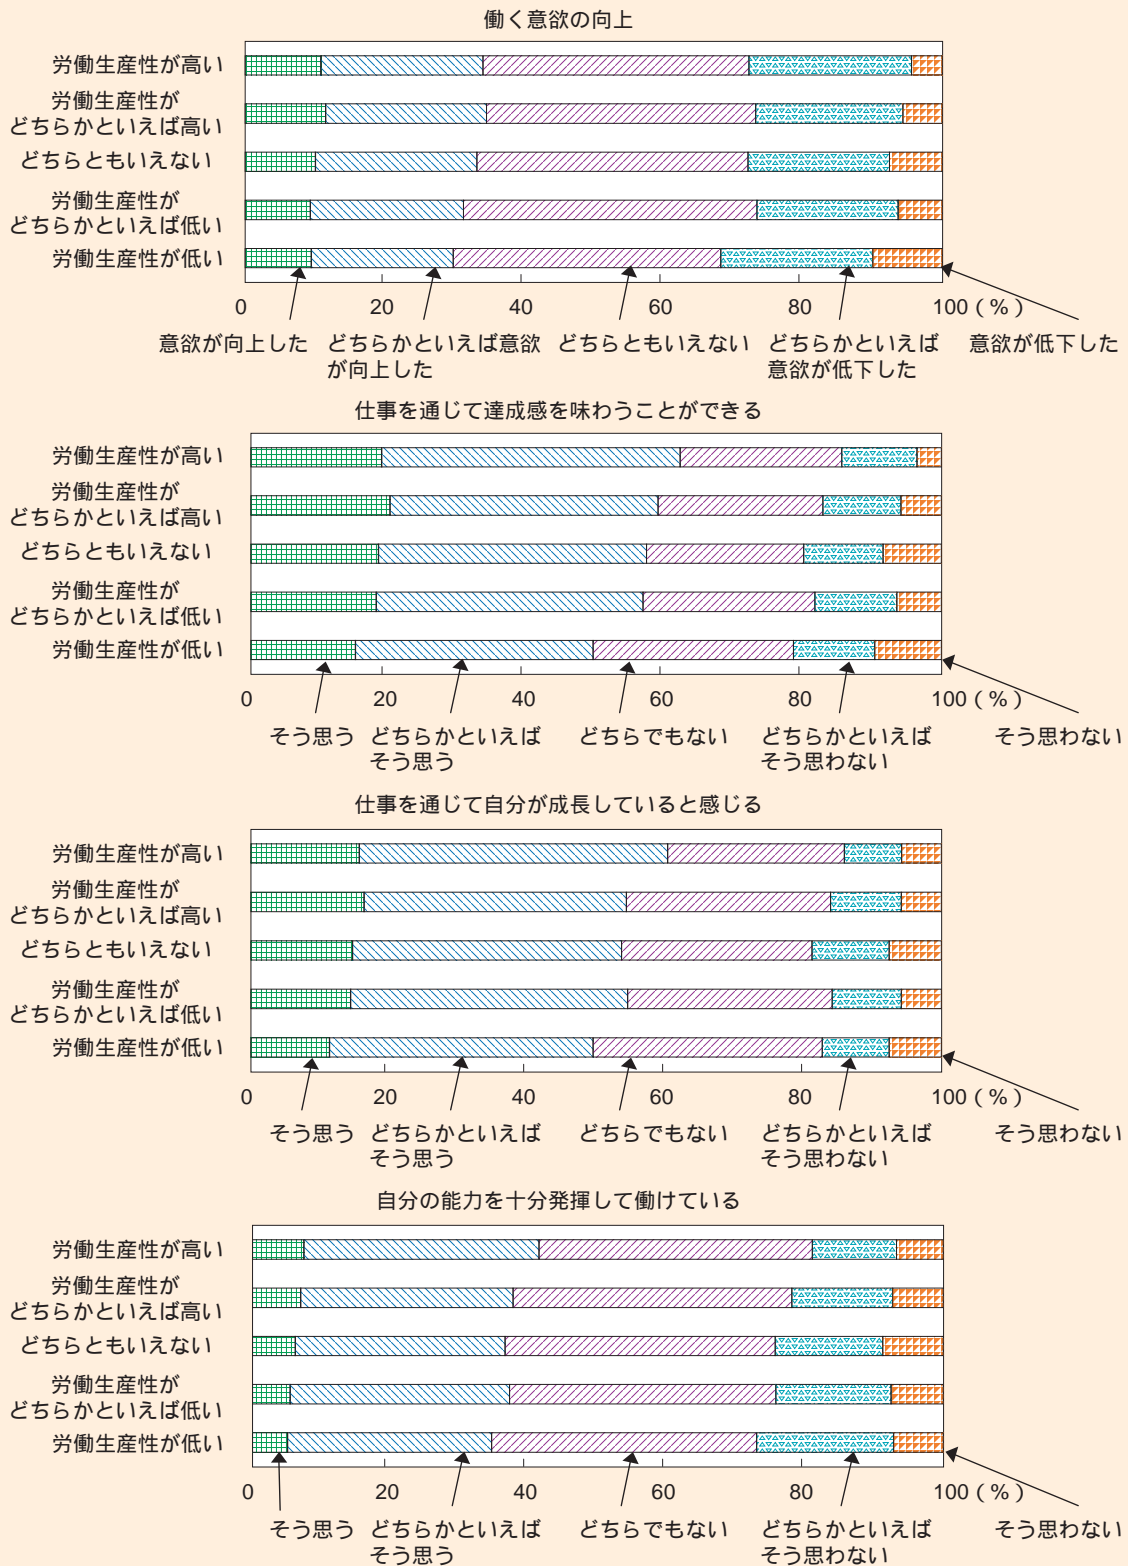 働く意欲の向上
労働生産性が高い
労働生産性が
どちらかといえば高い
どちらともいえない
労働生産性が
どちらかといえば低い
労働生産性が低い
0 20 40 60 80 100(%)
意欲が向上した どちらかといえば意欲 どちらともいえない どちらかといえば 意欲が低下した
が向上した 意欲が低下した
仕事を通じて達成感を味わうことができる
労働生産性が高い
労働生産性が
どちらかといえば高い
どちらともいえない
労働生産性が
どちらかといえば低い
労働生産性が低い
0 20 40 60 80 100(%)
そう思う どちらかといえば どちらでもない どちらかといえば そう思わない
そう思う そう思わない
仕事を通じて自分が成長していると感じる
労働生産性が高い
労働生産性が
どちらかといえば高い
どちらともいえない
労働生産性が
どちらかといえば低い
労働生産性が低い
0 20 40 60 80 100(%)
そう思う どちらかといえば どちらでもない どちらかといえば そう思わない
そう思う そう思わない
自分の能力を十分発揮して働けている
労働生産性が高い
労働生産性が
どちらかといえば高い
どちらともいえない
労働生産性が
どちらかといえば低い
労働生産性が低い
0 20 40 60 80 100(%)
そう思う どちらかといえば どちらでもない どちらかといえば そう思わない
そう思う そう思わない